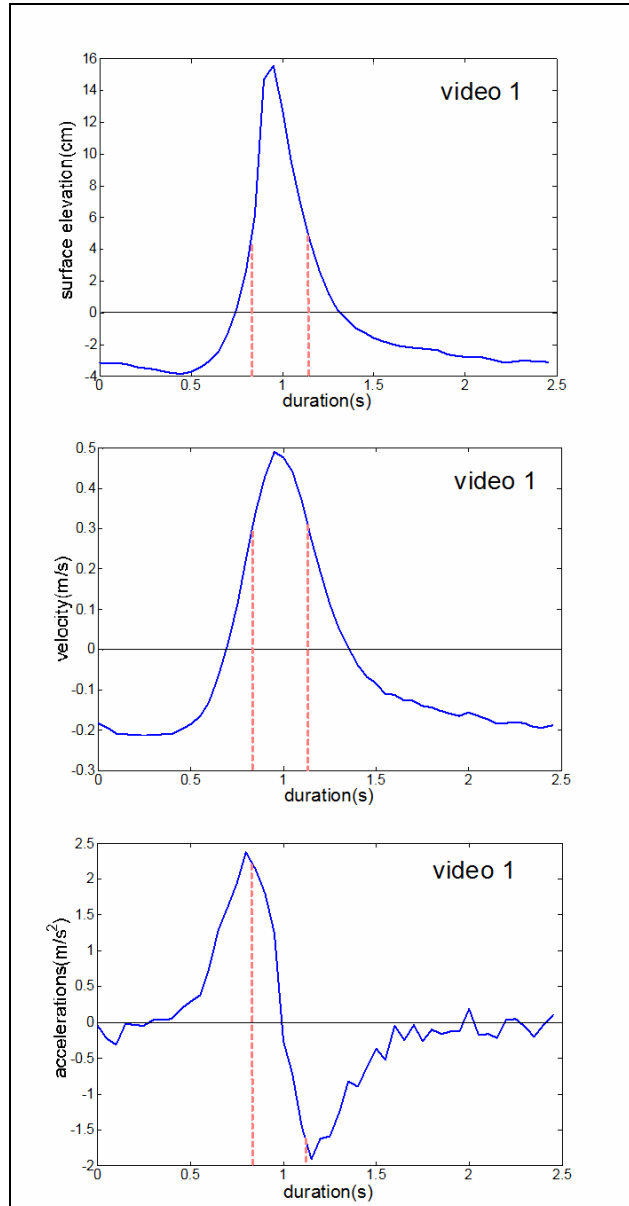 video 1
surface elevation(cm)
16
14
12
10
8
6
4
2
0
-2
-4
0 0.5 1 1.5 2 2.5
duration(s)
video 1
velocity(m/s)
0.5
0.4
0.3
0.2
0.1
0
-0.1
-0.2
-0.3
0 0.5 1 1.5 2 2.5
duration(s)
video 1
accelerations(m/s²)
2.5
2
1.5
1
0.5
0
-0.5
-1
-1.5
-2
0 0.5 1 1.5 2 2.5
duration(s)